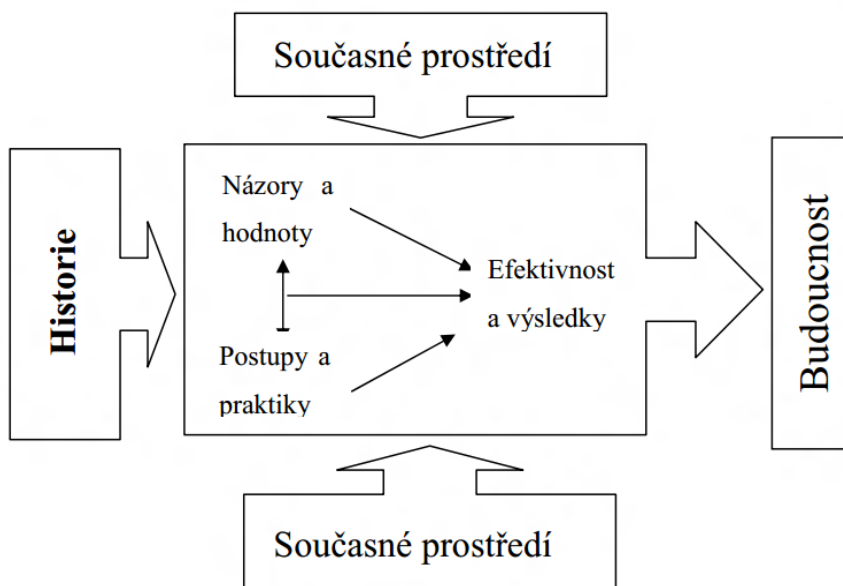 Současné prostředí
Historie
Názory a
hodnoty
Efektivnost
a výsledky
Postupy a
praktiky
Budoucnost
Současné prostředí